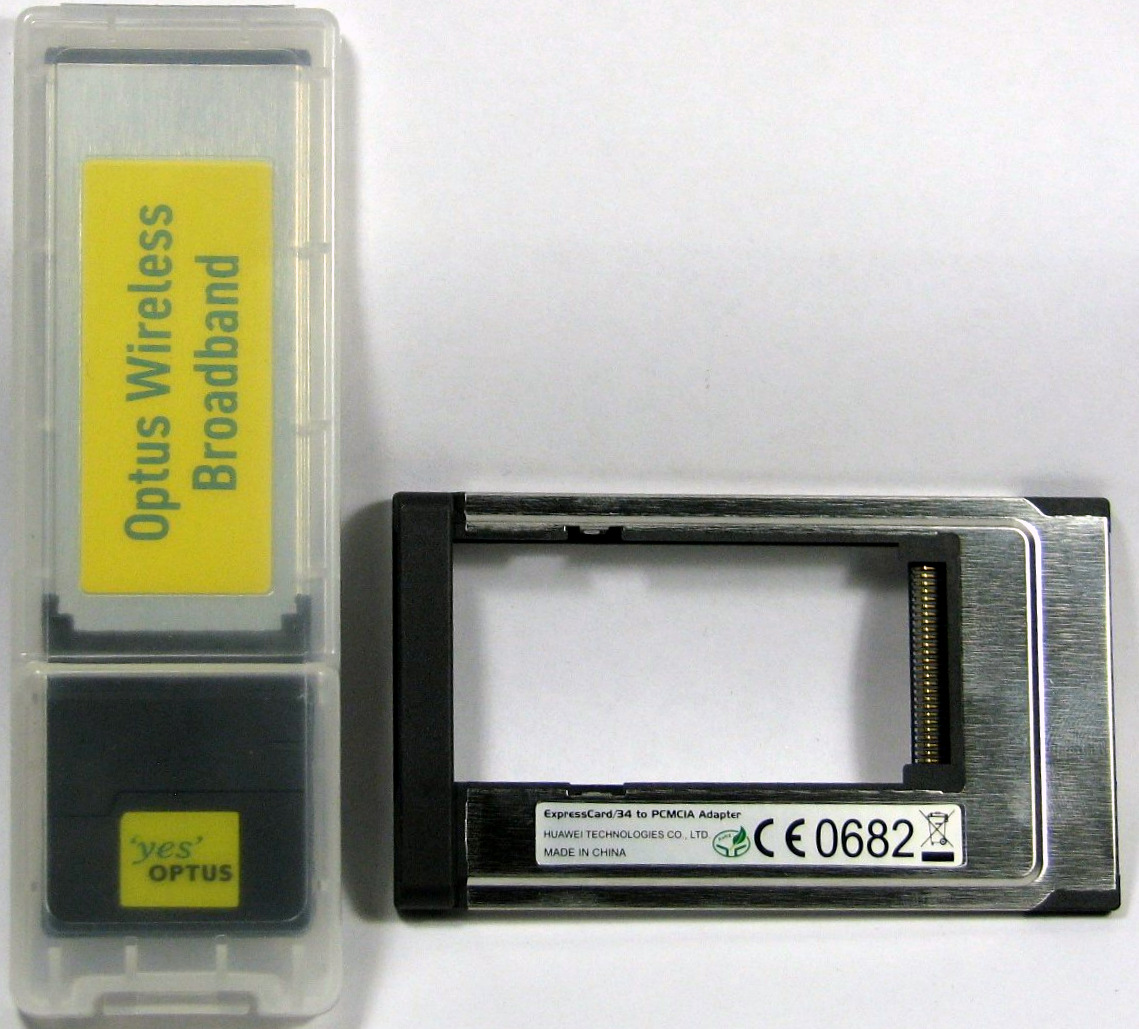 Optus Wireless
Broadband
'yes'
OPTUS
ExpressCard/34 to PCMCIA Adapter
HUAWEI TECHNOLOGIES CO., LTD.
MADE IN CHINA
CE 0682